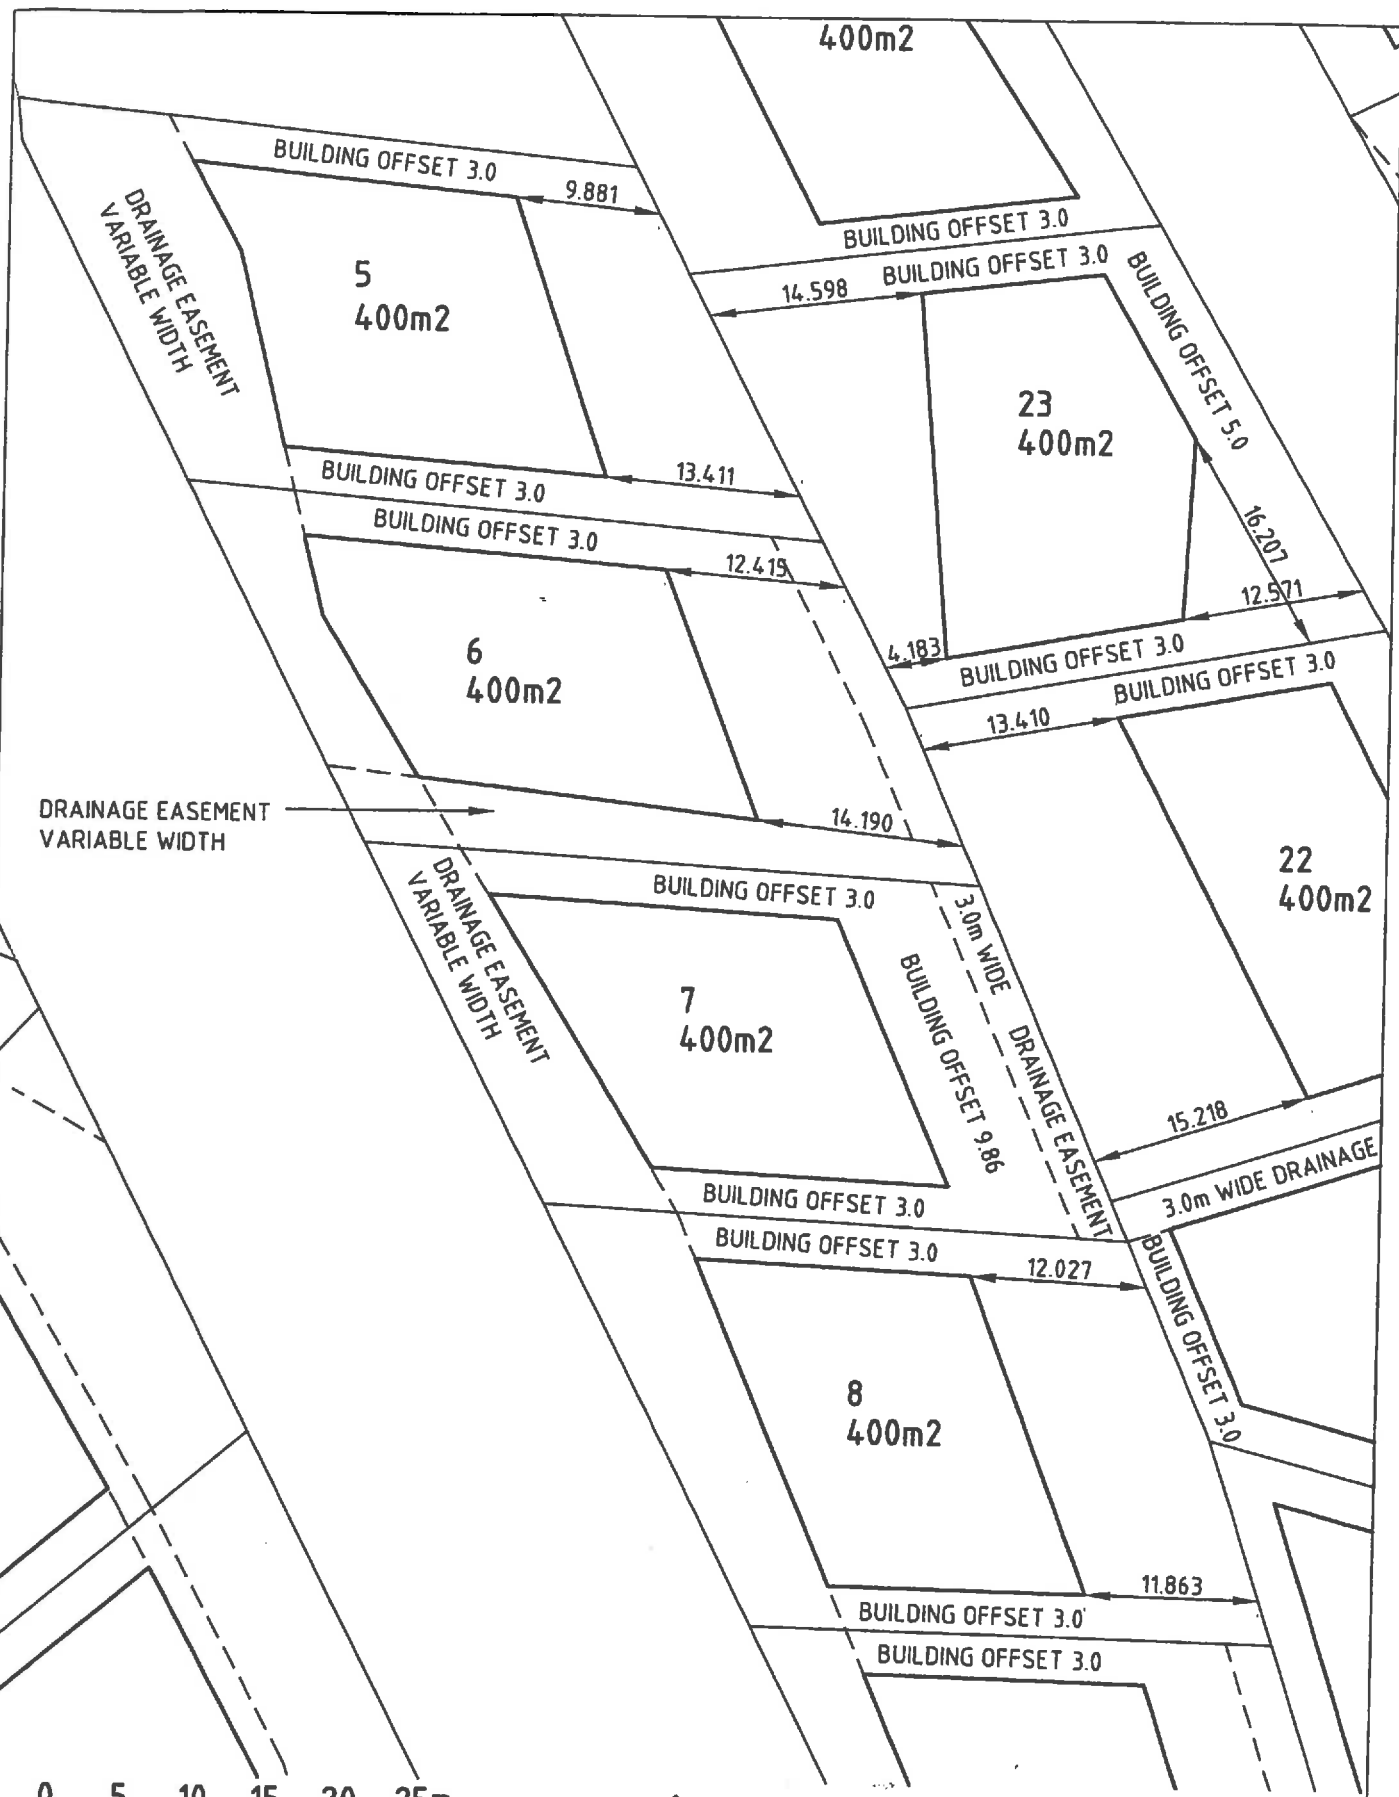 400m2
BUILDING OFFSET 3.0
9.881
DRAINAGE EASEMENT
VARIABLE WIDTH
5
400m2
BUILDING OFFSET 3.0
BUILDING OFFSET 3.0
14.598
BUILDING OFFSET 5.0
23
400m2
BUILDING OFFSET 3.0
13.411
BUILDING OFFSET 3.0
12.415
16.207
12.571
4.183
BUILDING OFFSET 3.0
BUILDING OFFSET 3.0
13.410
6
400m2
DRAINAGE EASEMENT
VARIABLE WIDTH
14.190
22
400m2
BUILDING OFFSET 3.0
DRAINAGE EASEMENT
VARIABLE WIDTH
3.0m WIDE DRAINAGE EASEMENT
BUILDING OFFSET 9.86
7
400m2
15.218
3.0m WIDE DRAINAGE
BUILDING OFFSET 3.0
BUILDING OFFSET 3.0
12.027
BUILDING OFFSET 3.0
8
400m2
11.863
BUILDING OFFSET 3.0
BUILDING OFFSET 3.0
0 5 10 15 20 25m